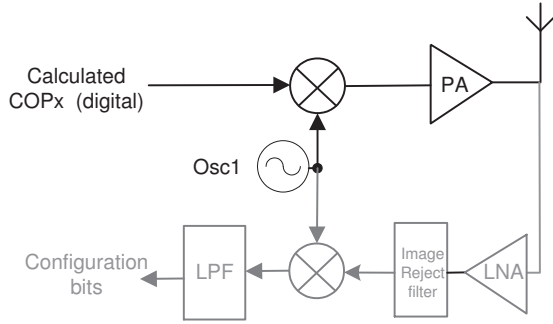 Calculated
COPx (digital)
PA
Osc1
Configuration
bits
LPF
Image
Reject
filter
LNA